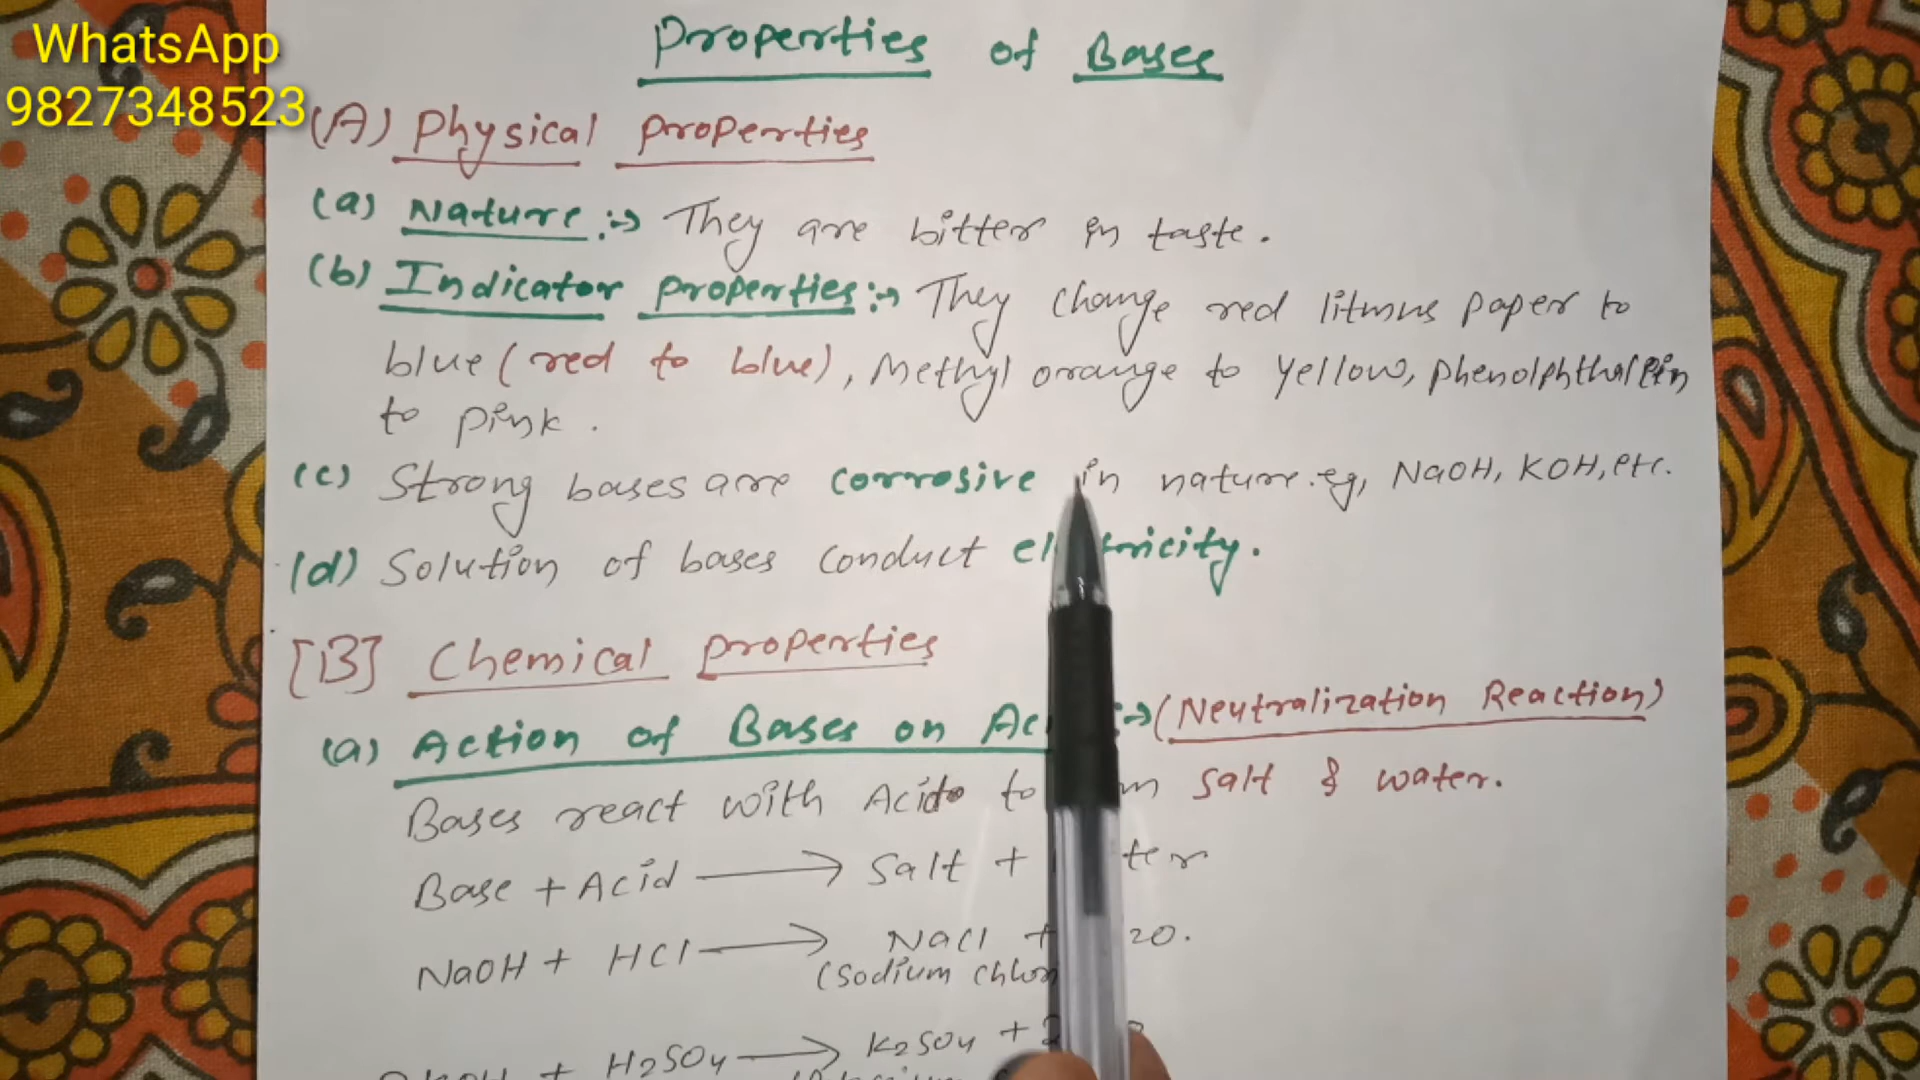 WhatsApp
9827348523
Properties of Bases
(A) Physical properties
(a) Nature :→ They are bitter in taste.
(b) Indicator properties :→ They change red litmus paper to
blue (red to blue), Methyl orange to yellow, phenolphthalein
to pink.
(c) Strong bases are corrosive in nature. eg, NaOH, KOH, etc.
(d) Solution of bases conduct
[B] Chemical properties
(a) Action of Bases on :→ (Neutralization Reaction)
Bases react with Acid to salt & water.
Base + Acid → Salt +
NaOH + HCl → NaCl +
(Sodium
+ H2SO4 → K2SO4 +